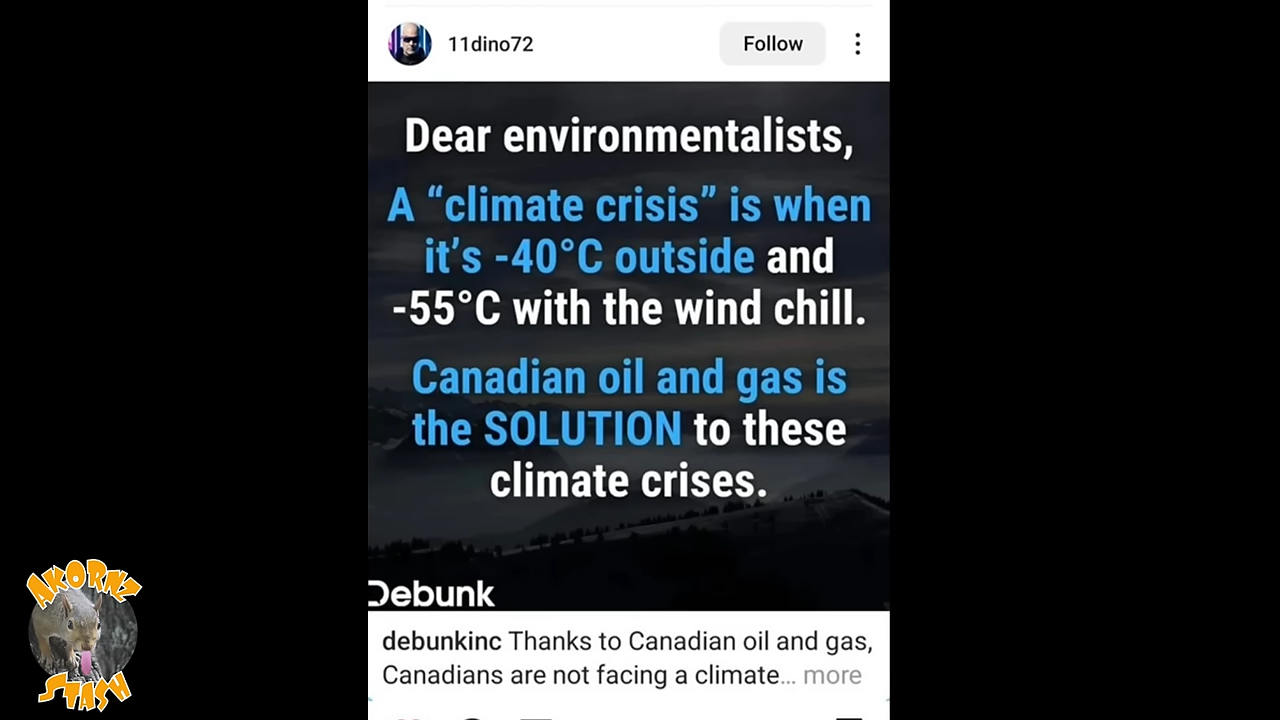 11dino72
Follow
Dear environmentalists,
A “climate crisis” is when
it’s -40°C outside and
-55°C with the wind chill.
Canadian oil and gas is
the SOLUTION to these
climate crises.
Debunk
debunkinc Thanks to Canadian oil and gas,
Canadians are not facing a climate... more
AKORNZ
STASH